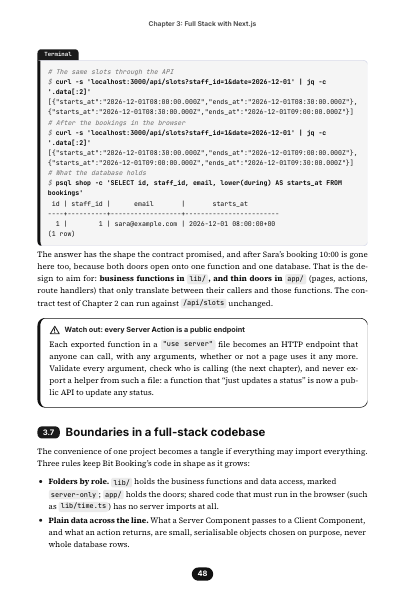 Chapter 3: Full Stack with Next.js
Terminal
# The same slots through the API
$ curl -s 'localhost:3000/api/slots?staff_id=1&date=2026-12-01' | jq -c
'.data[:2]'
[{"starts_at":"2026-12-01T08:00:00.000Z","ends_at":"2026-12-01T08:30:00.000Z"},
{"starts_at":"2026-12-01T08:30:00.000Z","ends_at":"2026-12-01T09:00:00.000Z"}]
# After the bookings in the browser
$ curl -s 'localhost:3000/api/slots?staff_id=1&date=2026-12-01' | jq -c
'.data[:2]'
[{"starts_at":"2026-12-01T08:30:00.000Z","ends_at":"2026-12-01T09:00:00.000Z"},
{"starts_at":"2026-12-01T09:00:00.000Z","ends_at":"2026-12-01T09:30:00.000Z"}]
# What the database holds
$ psql shop -c 'SELECT id, staff_id, email, lower(during) AS starts_at FROM
bookings'
id | staff_id | email | starts_at
----+----------+------------------+------------------------
1 | 1 | sara@example.com | 2026-12-01 08:00:00+00
(1 row)
The answer has the shape the contract promised, and after Sara's booking 10:00 is gone
here too, because both doors open onto one function and one database. That is the de-
sign to aim for: business functions in lib/, and thin doors in app/ (pages, actions,
route handlers) that only translate between their callers and those functions. The con-
tract test of Chapter 2 can run against /api/slots unchanged.
Watch out: every Server Action is a public endpoint
Each exported function in a "use server" file becomes an HTTP endpoint that
anyone can call, with any arguments, whether or not a page uses it any more.
Validate every argument, check who is calling (the next chapter), and never ex-
port a helper from such a file: a function that "just updates a status" is now a pub-
lic API to update any status.
3.7 Boundaries in a full-stack codebase
The convenience of one project becomes a tangle if everything may import everything.
Three rules keep Bit Booking's code in shape as it grows:
• Folders by role. lib/ holds the business functions and data access, marked
server-only; app/ holds the doors; shared code that must run in the browser (such
as lib/time.ts) has no server imports at all.
• Plain data across the line. What a Server Component passes to a Client Component,
and what an action returns, are small, serialisable objects chosen on purpose, never
whole database rows.
48